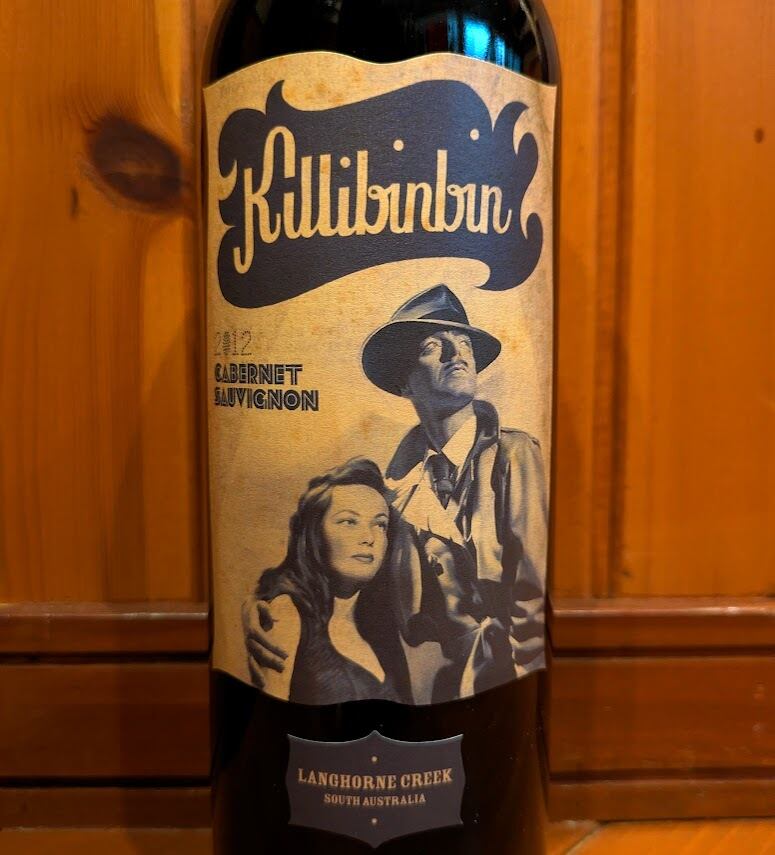 Killibinbin
2012
CABERNET
SAUVIGNON
LANGHORNE CREEK
SOUTH AUSTRALIA